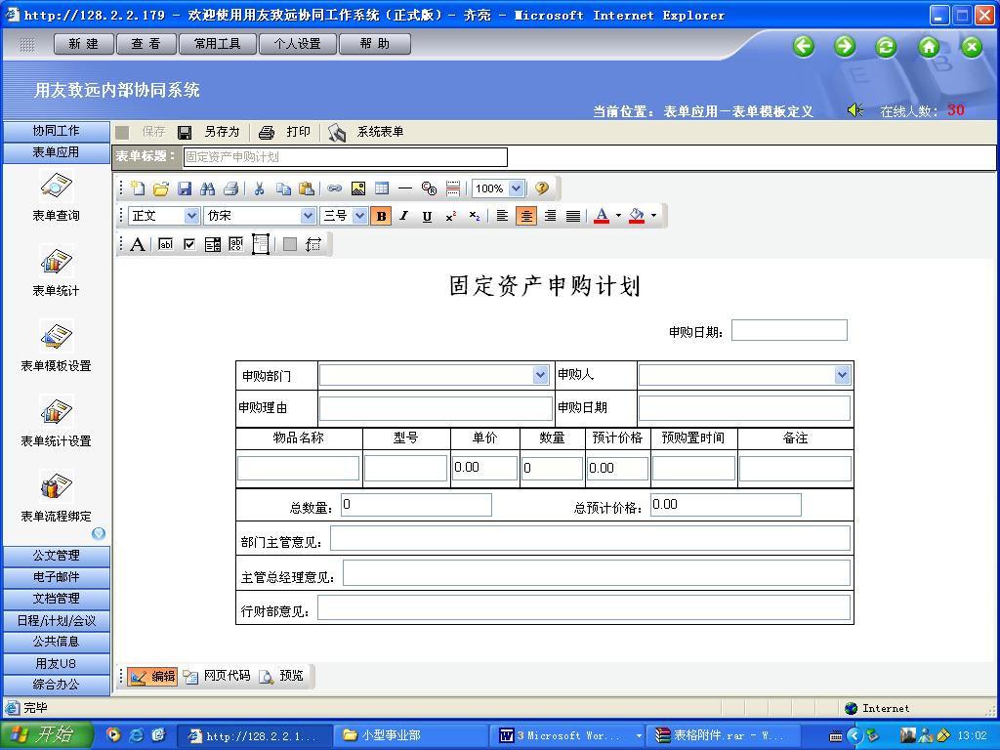 http://128.2.2.179 - 欢迎使用用友致远协同工作系统（正式版）- 齐亮 - Microsoft Internet Explorer
新 建 查 看 常用工具 个人设置 帮 助
用友致远内部协同系统
当前位置：表单应用－表单模板定义 在线人数：30
协同工作
表单应用
表单查询
表单统计
表单模板设置
表单统计设置
表单流程绑定
公文管理
电子邮件
文档管理
日程/计划/会议
公共信息
用友U8
综合办公
保存 另存为 打印 系统表单
表单标题： 固定资产申购计划
100%
正文 仿宋 三号 B I U x² x₂ A
A abl
固定资产申购计划
申购日期：
申购部门 申购人
申购理由 申购日期
物品名称 型号 单价 数量 预计价格 预购置时间 备注
0.00 0 0.00
总数量： 0 总预计价格： 0.00
部门主管意见：
主管总经理意见：
行财部意见：
编辑 网页代码 预览
完毕 Internet
开始 http://128.2.2.1... 小型事业部 3 Microsoft Wor... 表格附件.rar - W... 13:02